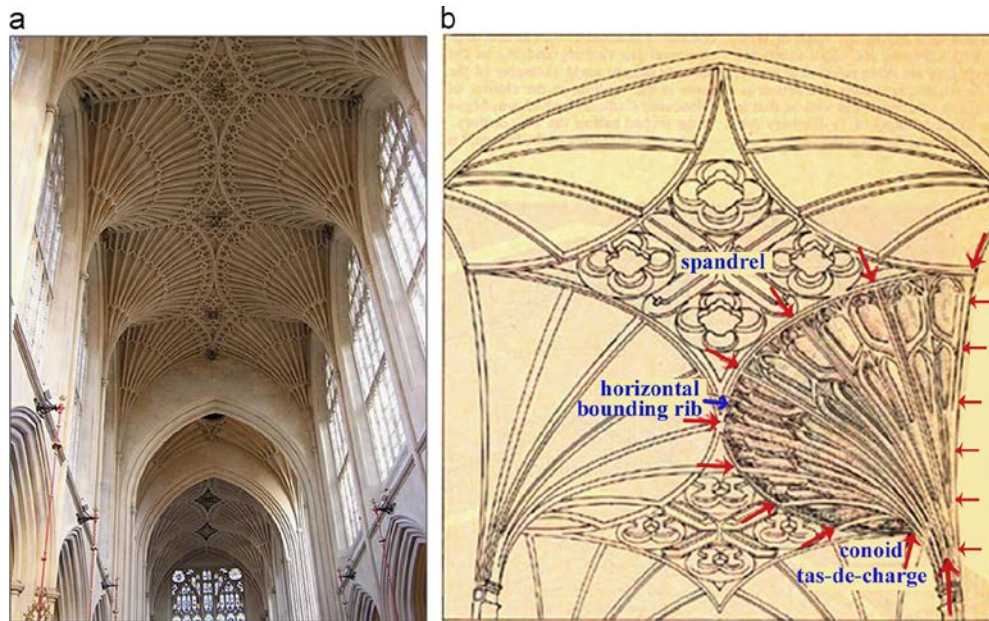 a
b
spandrel
horizontal
bounding rib
conoid
tas-de-charge